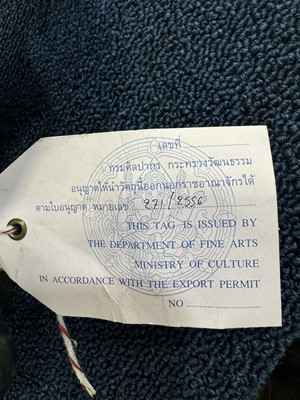 เลขที่
กรมศิลปากร กระทรวงวัฒนธรรม
อนุญาตให้นำวัตถุนี้ออกนอกราชอาณาจักรได้
ตามใบอนุญาต หมายเลข 271/2556
THIS TAG IS ISSUED BY
THE DEPARTMENT OF FINE ARTS
MINISTRY OF CULTURE
IN ACCORDANCE WITH THE EXPORT PERMIT
NO